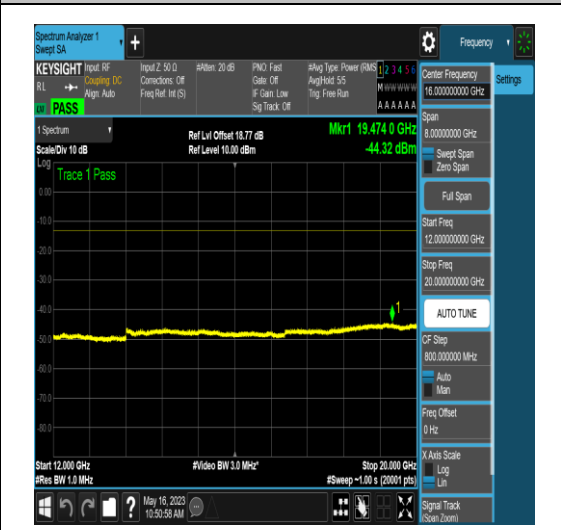 Spectrum Analyzer 1
Swept SA
+
Frequency
KEYSIGHT
RL
PASS
Input: RF
Coupling: DC
Align: Auto
Input Z: 50 Ω
Corrections: Off
Freq Ref: Int (S)
#Atten: 20 dB
PNO: Fast
Gate: Off
IF Gain: Low
Sig Track: Off
#Avg Type: Power (RMS
Avg|Hold: 5/5
Trig: Free Run
1 2 3 4 5 6
M W W W W W
A A A A A A
1 Spectrum
Scale/Div 10 dB
Ref Lvl Offset 18.77 dB
Ref Level 10.00 dBm
Mkr1 19.474 0 GHz
-44.32 dBm
Log
Trace 1 Pass
0.00
-10.0
-20.0
-30.0
-40.0
-50.0
-60.0
-70.0
-80.0
1
Start 12.000 GHz
#Res BW 1.0 MHz
#Video BW 3.0 MHz*
Stop 20.000 GHz
#Sweep ~1.00 s (20001 pts)
May 16, 2023
10:50:58 AM
?
Center Frequency
16.000000000 GHz
Settings
Span
8.00000000 GHz
Swept Span
Zero Span
Full Span
Start Freq
12.000000000 GHz
Stop Freq
20.000000000 GHz
AUTO TUNE
CF Step
800.000000 MHz
Auto
Man
Freq Offset
0 Hz
X Axis Scale
Log
Lin
Signal Track
(Span Zoom)